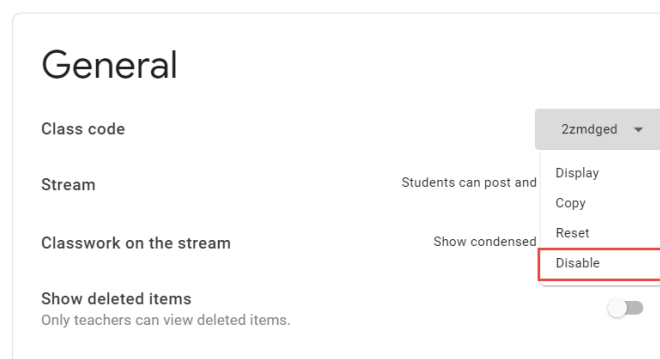 General
Class code
2zmdged
Display
Stream
Students can post and
Copy
Reset
Classwork on the stream
Show condensed
Disable
Show deleted items
Only teachers can view deleted items.